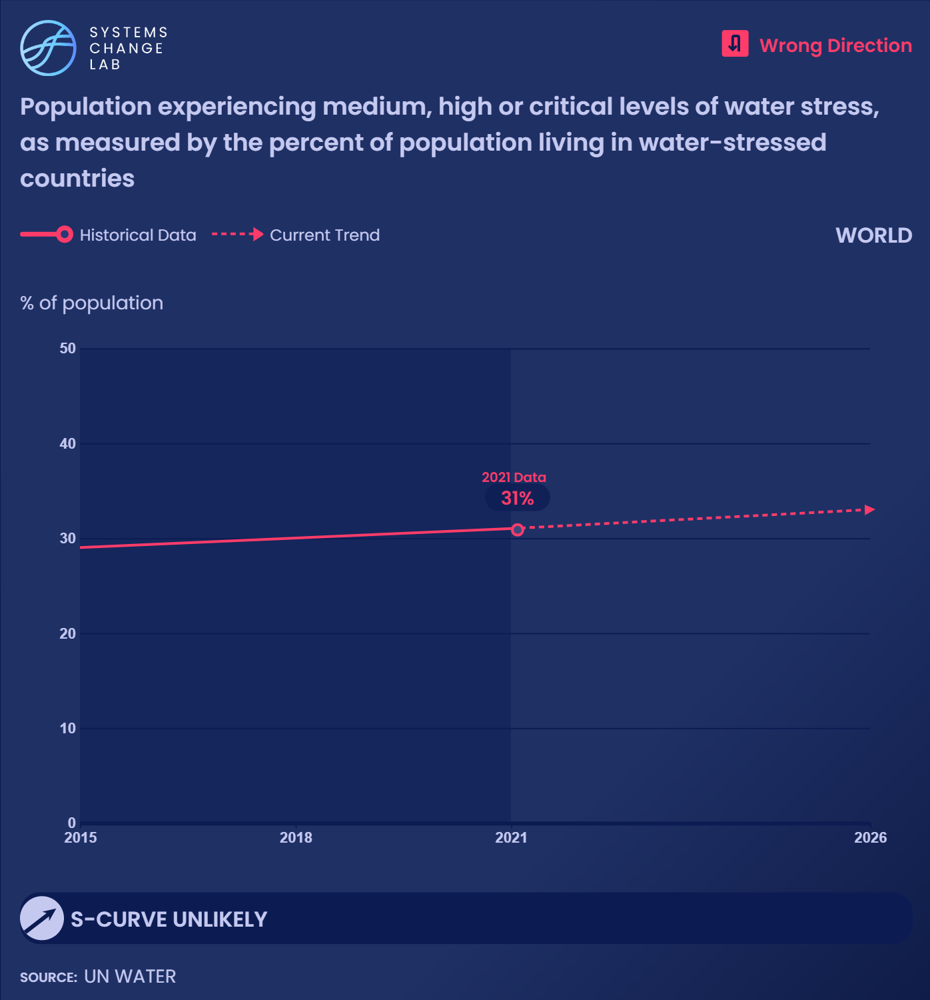 SYSTEMS
CHANGE
LAB
Wrong Direction
Population experiencing medium, high or critical levels of water stress,
as measured by the percent of population living in water-stressed
countries
Historical Data
Current Trend
WORLD
% of population
50
40
2021 Data
31%
30
20
10
0
2015
2018
2021
2026
S-CURVE UNLIKELY
SOURCE: UN WATER